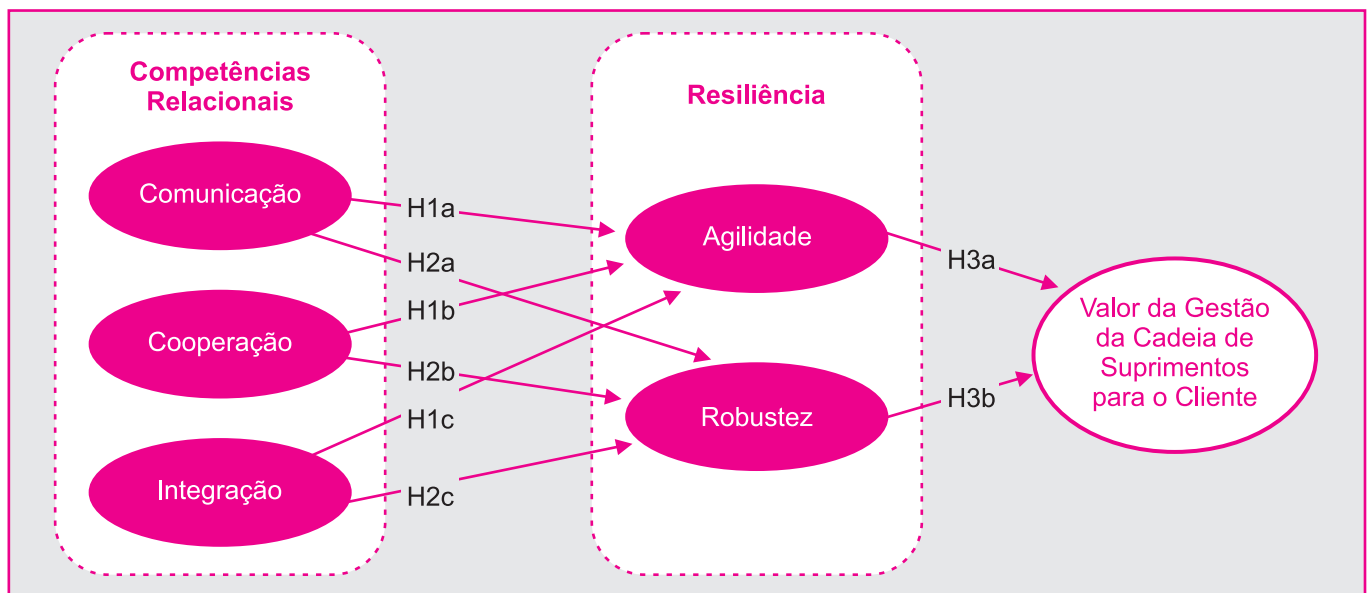 Competências
Relacionais
Resiliência
Comunicação
Cooperação
Integração
H1a
H2a
H1b
H2b
H1c
H2c
Agilidade
Robustez
H3a
H3b
Valor da Gestão
da Cadeia de
Suprimentos
para o Cliente